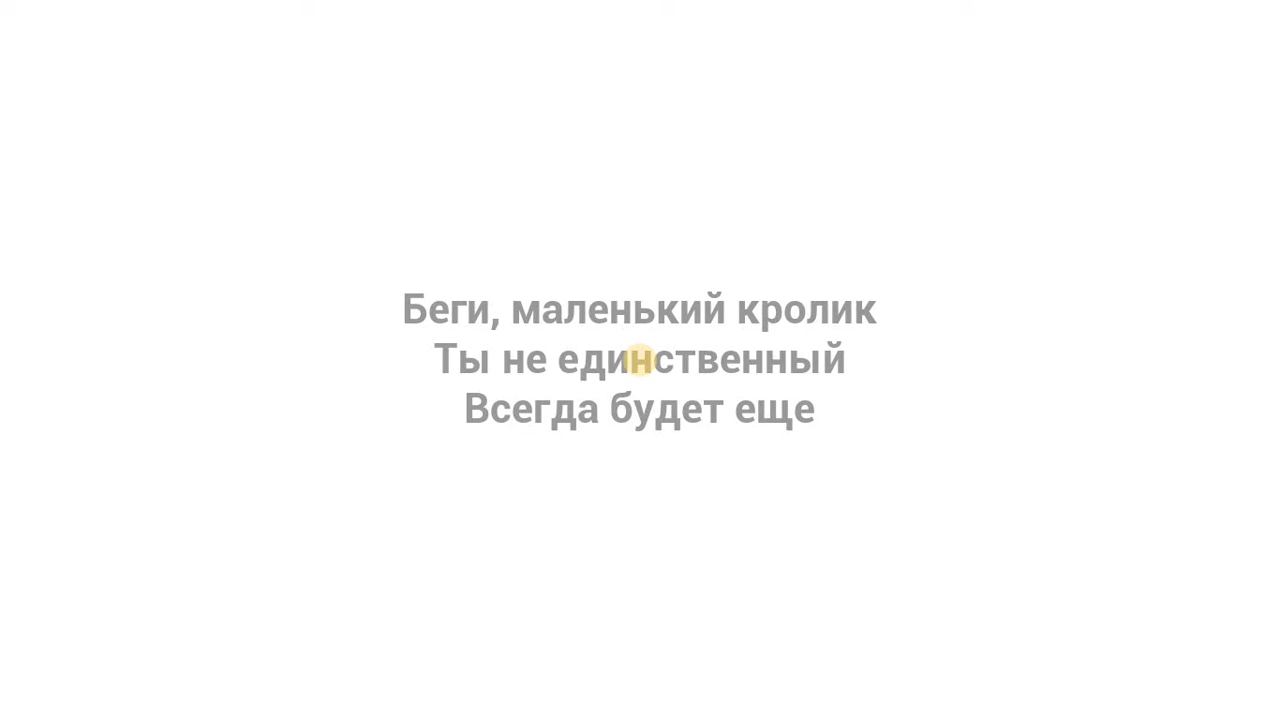 Беги, маленький кролик
Ты не единственный
Всегда будет еще